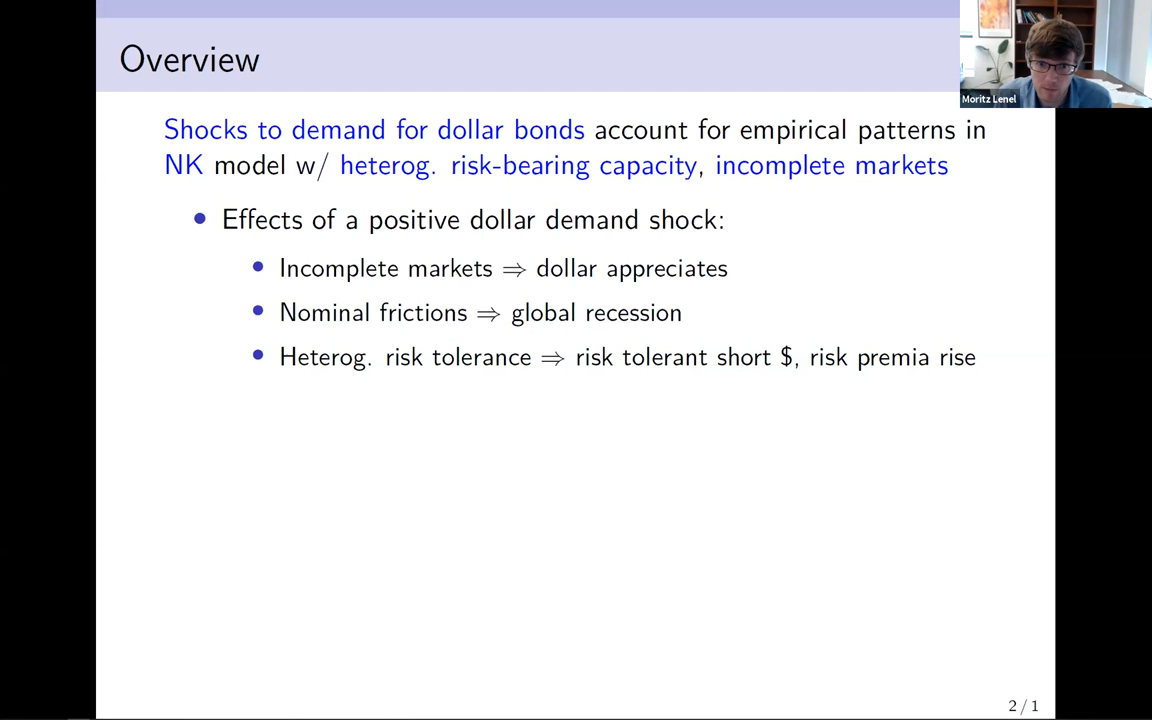 Overview
Moritz Lenel
Shocks to demand for dollar bonds account for empirical patterns in
NK model w/ heterog. risk-bearing capacity, incomplete markets
• Effects of a positive dollar demand shock:
• Incomplete markets ⇒ dollar appreciates
• Nominal frictions ⇒ global recession
• Heterog. risk tolerance ⇒ risk tolerant short $, risk premia rise
2 / 1